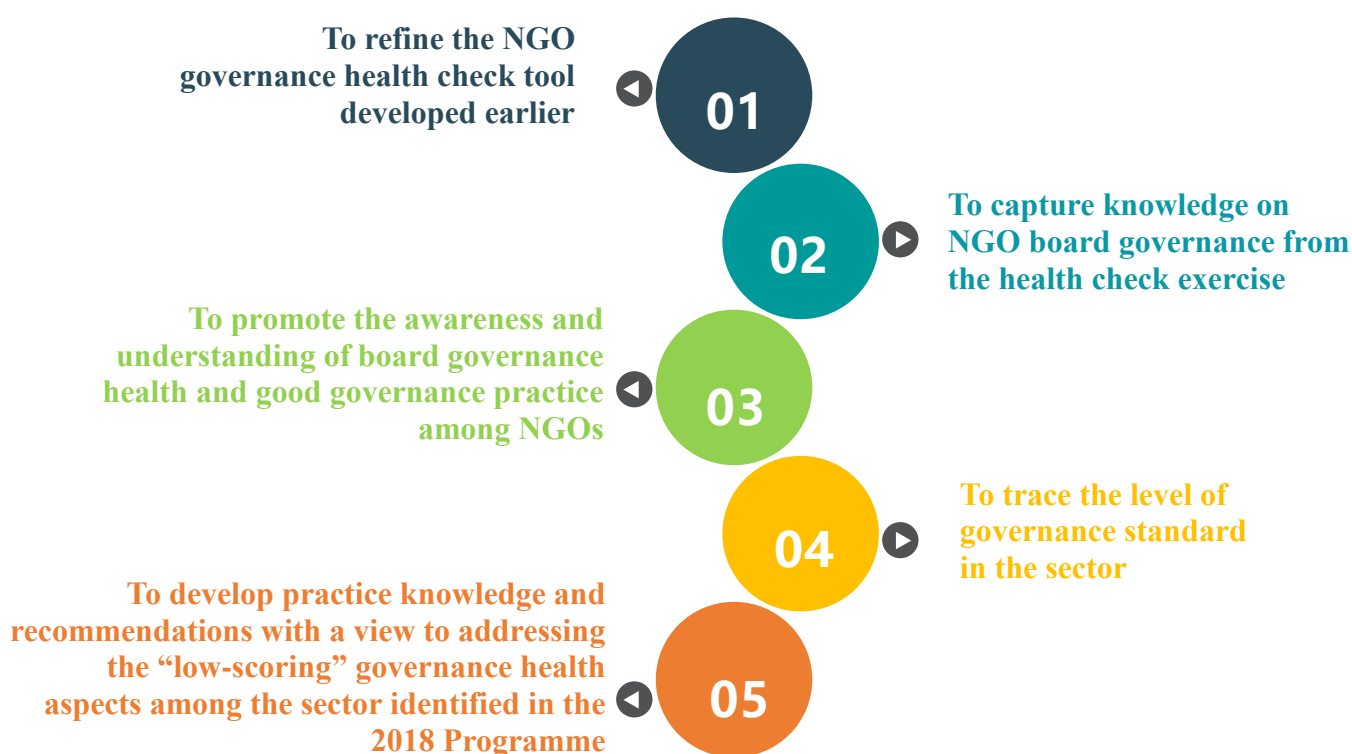 To refine the NGO
governance health check tool
developed earlier
01
02
To capture knowledge on
NGO board governance from
the health check exercise
To promote the awareness and
understanding of board governance
health and good governance practice
among NGOs
03
04
To trace the level of
governance standard
in the sector
To develop practice knowledge and
recommendations with a view to addressing
the “low-scoring” governance health
aspects among the sector identified in the
2018 Programme
05